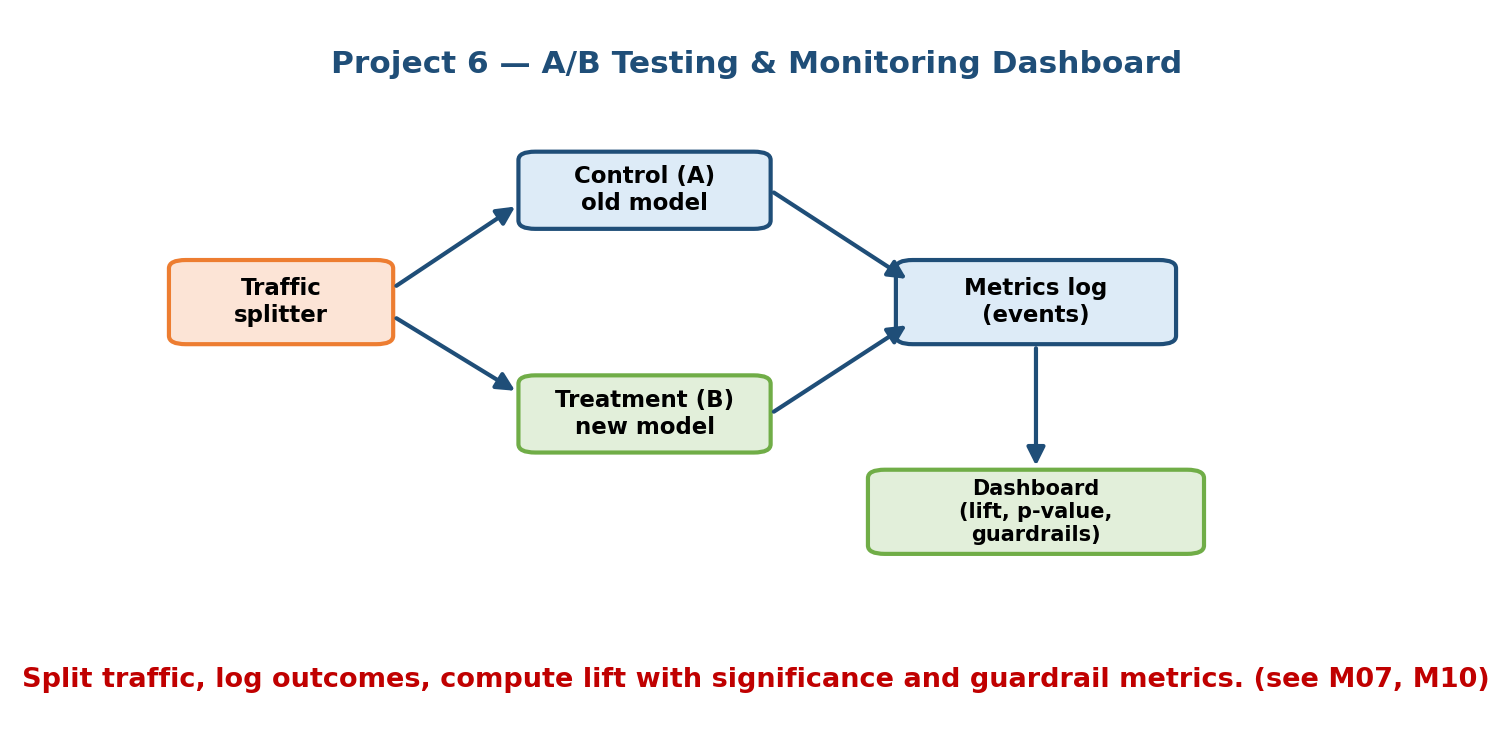 Project 6 — A/B Testing & Monitoring Dashboard
Control (A)
old model
Traffic
splitter
Metrics log
(events)
Treatment (B)
new model
Dashboard
(lift, p-value,
guardrails)
Split traffic, log outcomes, compute lift with significance and guardrail metrics. (see M07, M10)